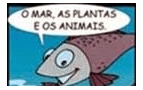 O MAR, AS PLANTAS
E OS ANIMAIS.